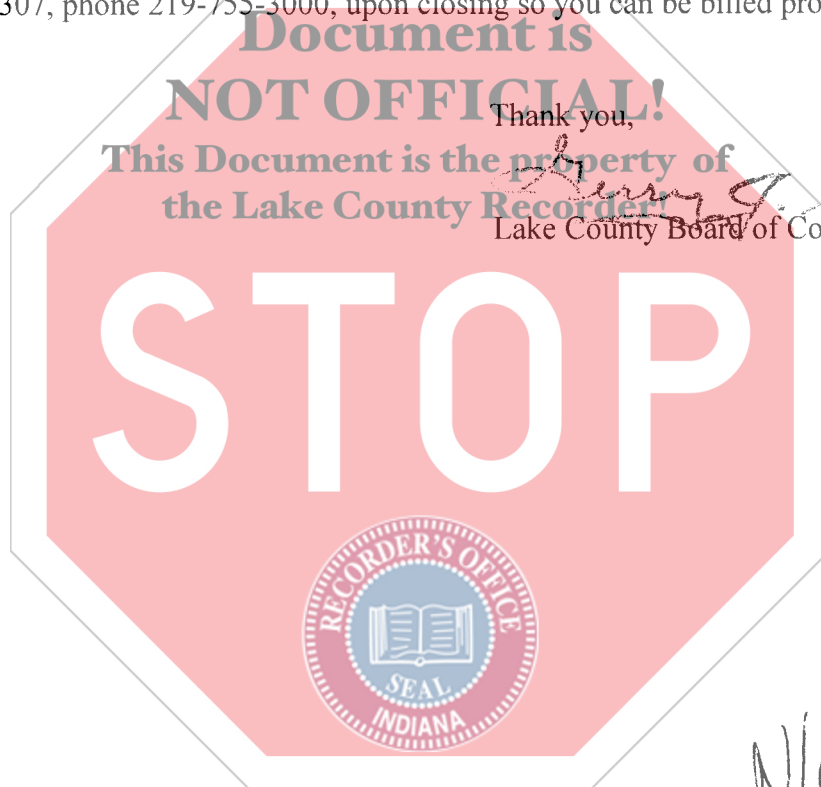 307, phone 219-755-3000, upon closing so you can be billed pro
Document is
NOT OFFICIAL!
Thank you,
This Document is the property of
the Lake County Recorder!
Lake County Board of Co
STOP
RECORDER'S OFFICE
SEAL
INDIANA